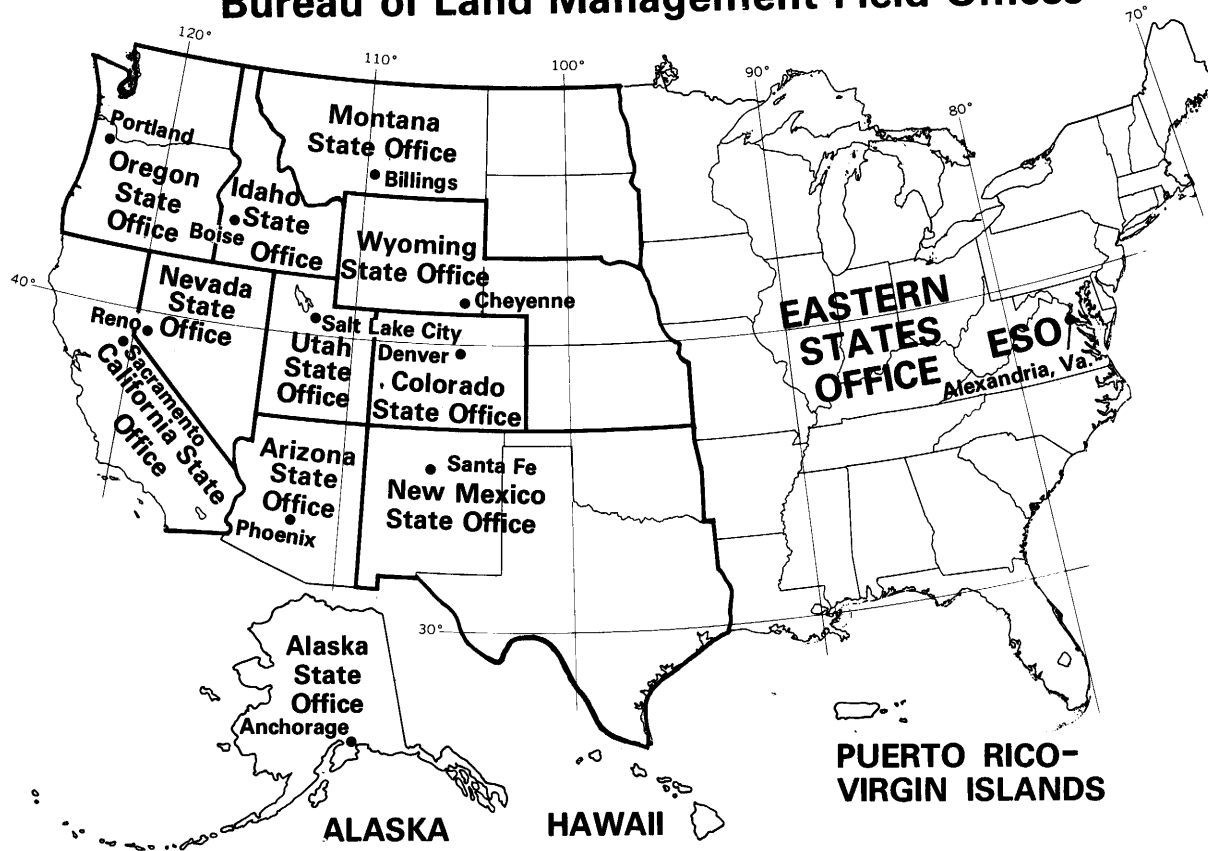 Bureau of Land Management Field Offices
120°
110°
100°
90°
80°
70°
40°
30°
Portland
Oregon
State
Office
Idaho
State
Office
Boise
Montana
State Office
Billings
Wyoming
State Office
Cheyenne
Nevada
State
Office
Reno
Sacramento
California State
Office
Salt Lake City
Utah
State
Office
Denver
Colorado
State Office
Arizona
State
Office
Phoenix
Santa Fe
New Mexico
State Office
EASTERN
STATES
OFFICE
ESO
Alexandria, Va.
Alaska
State
Office
Anchorage
ALASKA
HAWAII
PUERTO RICO-
VIRGIN ISLANDS